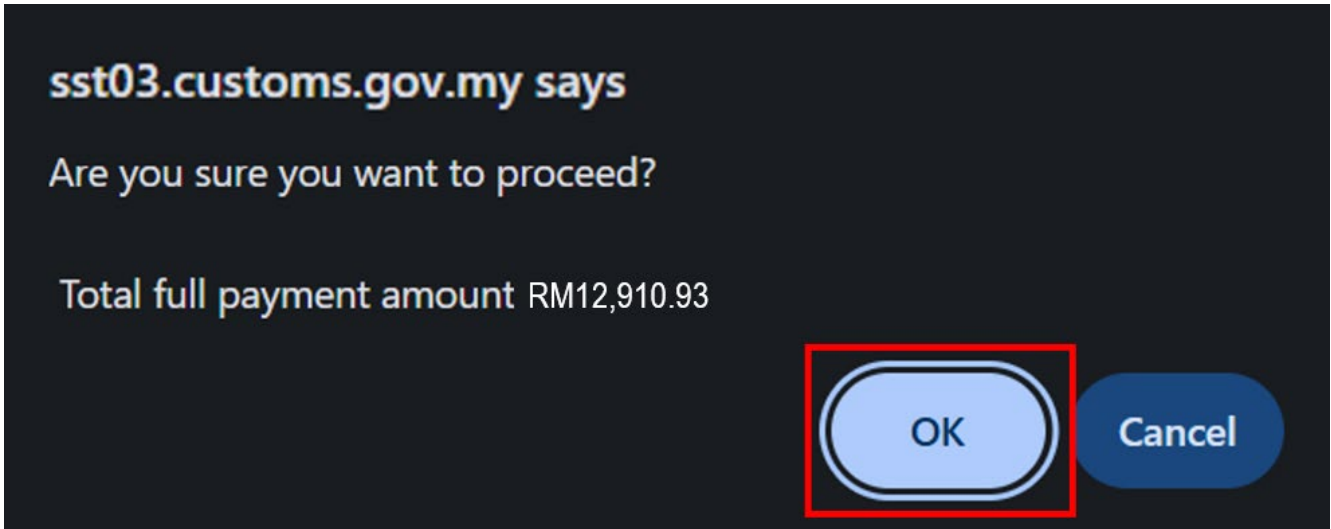 sst03.customs.gov.my says
Are you sure you want to proceed?
Total full payment amount RM12,910.93
OK Cancel